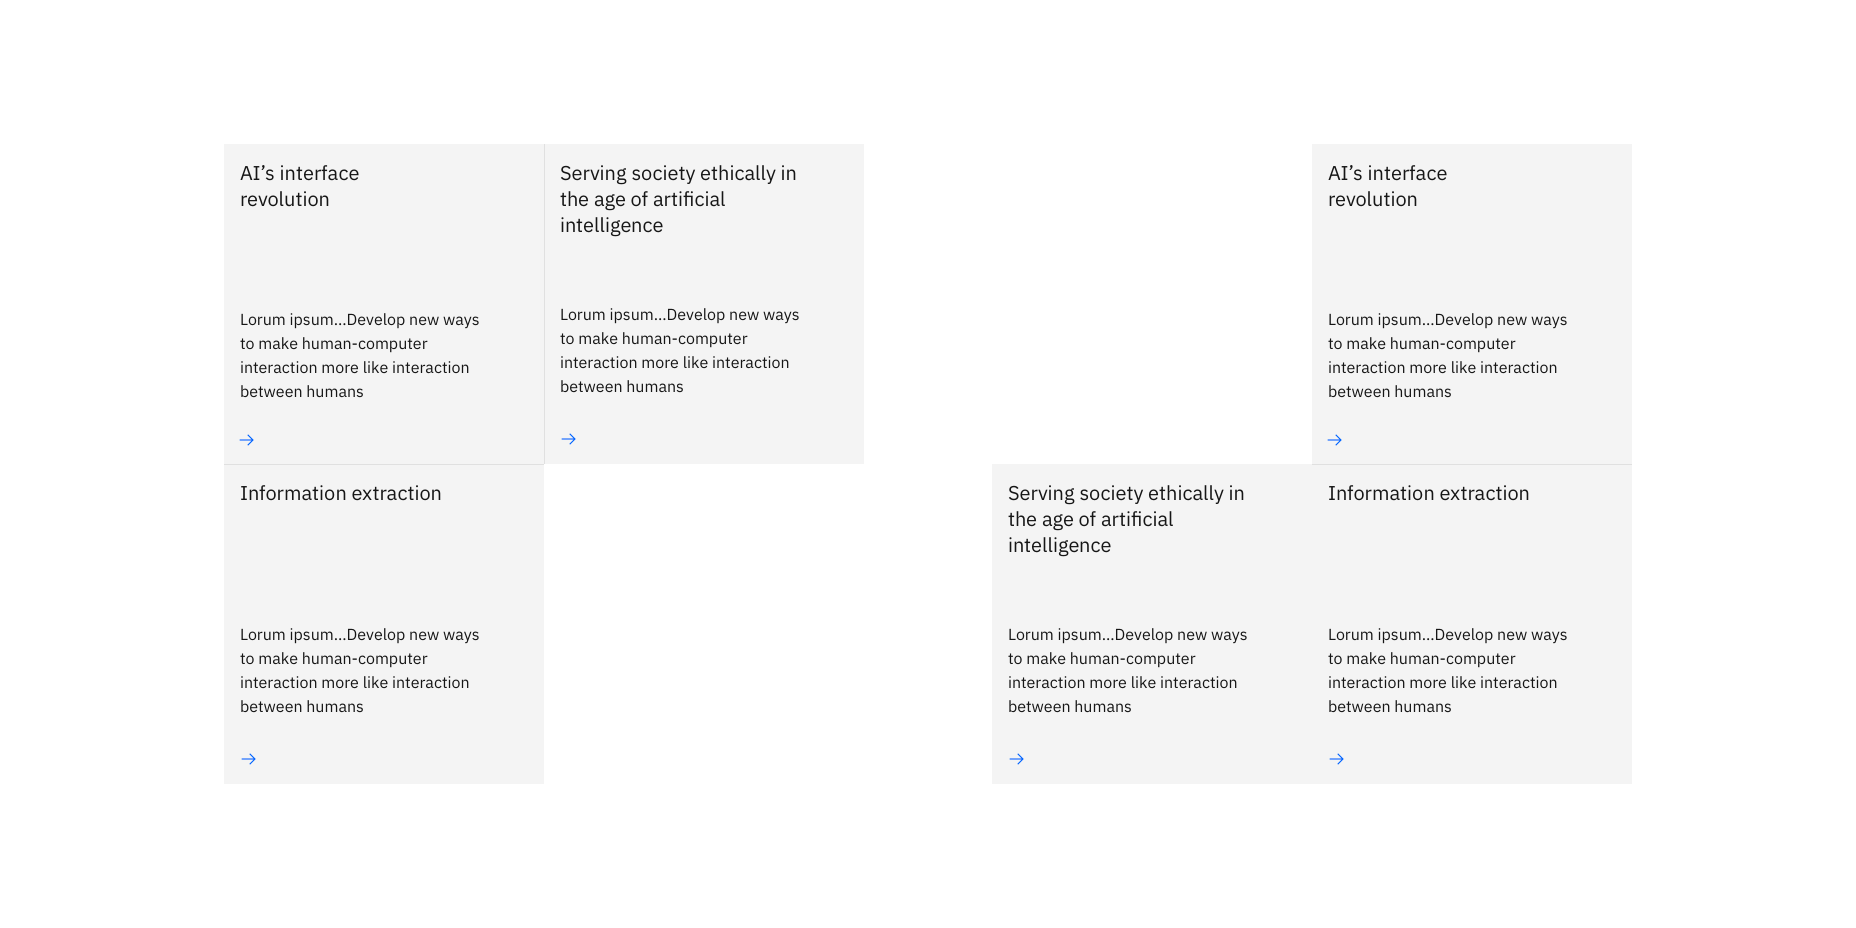 AI’s interface
revolution
Lorum ipsum...Develop new ways
to make human-computer
interaction more like interaction
between humans
Serving society ethically in
the age of artificial
intelligence
Lorum ipsum...Develop new ways
to make human-computer
interaction more like interaction
between humans
Information extraction
Lorum ipsum...Develop new ways
to make human-computer
interaction more like interaction
between humans
AI’s interface
revolution
Lorum ipsum...Develop new ways
to make human-computer
interaction more like interaction
between humans
Serving society ethically in
the age of artificial
intelligence
Lorum ipsum...Develop new ways
to make human-computer
interaction more like interaction
between humans
Information extraction
Lorum ipsum...Develop new ways
to make human-computer
interaction more like interaction
between humans